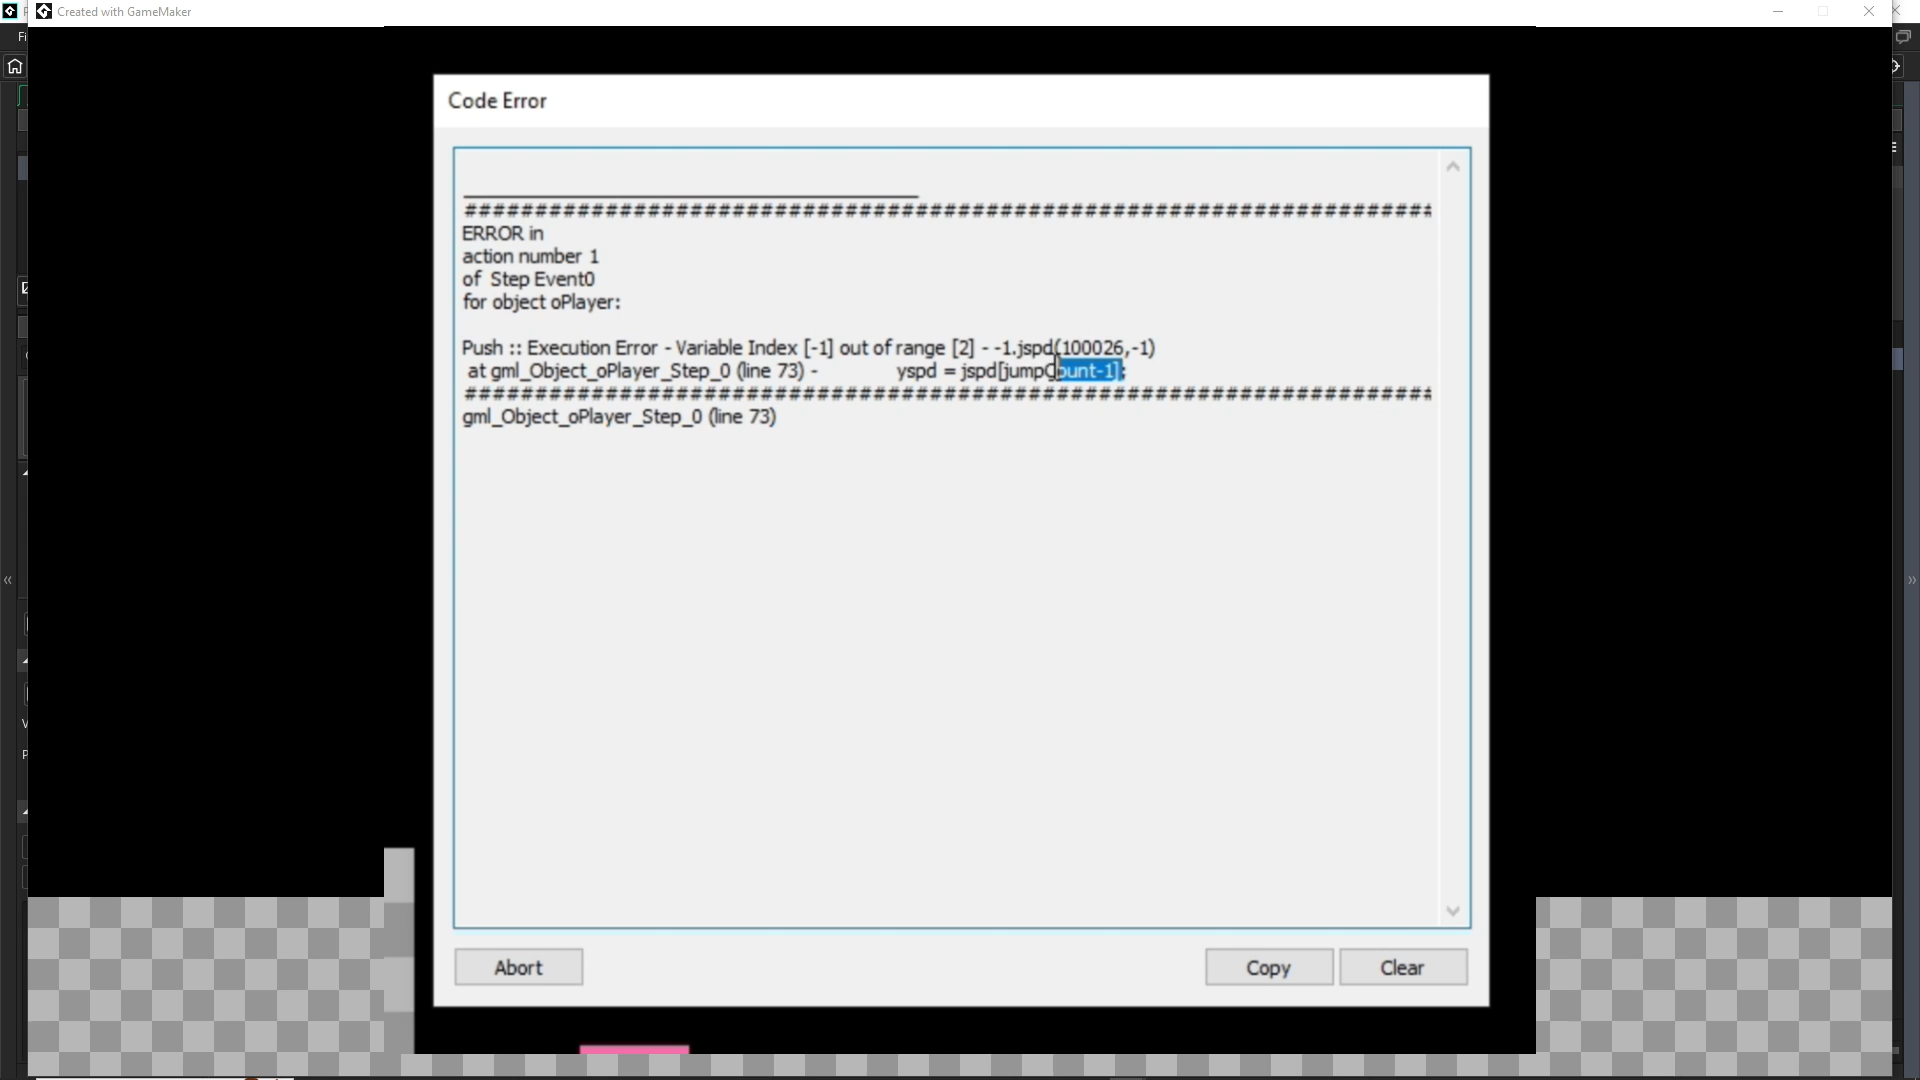 Created with GameMaker
Fi
Code Error
________________________________________
####################################################################
ERROR in
action number 1
of Step Event0
for object oPlayer:
Push :: Execution Error - Variable Index [-1] out of range [2] - -1.jspd(100026,-1)
at gml_Object_oPlayer_Step_0 (line 73) - yspd = jspd[jumpCount-1];
####################################################################
gml_Object_oPlayer_Step_0 (line 73)
Abort
Copy
Clear